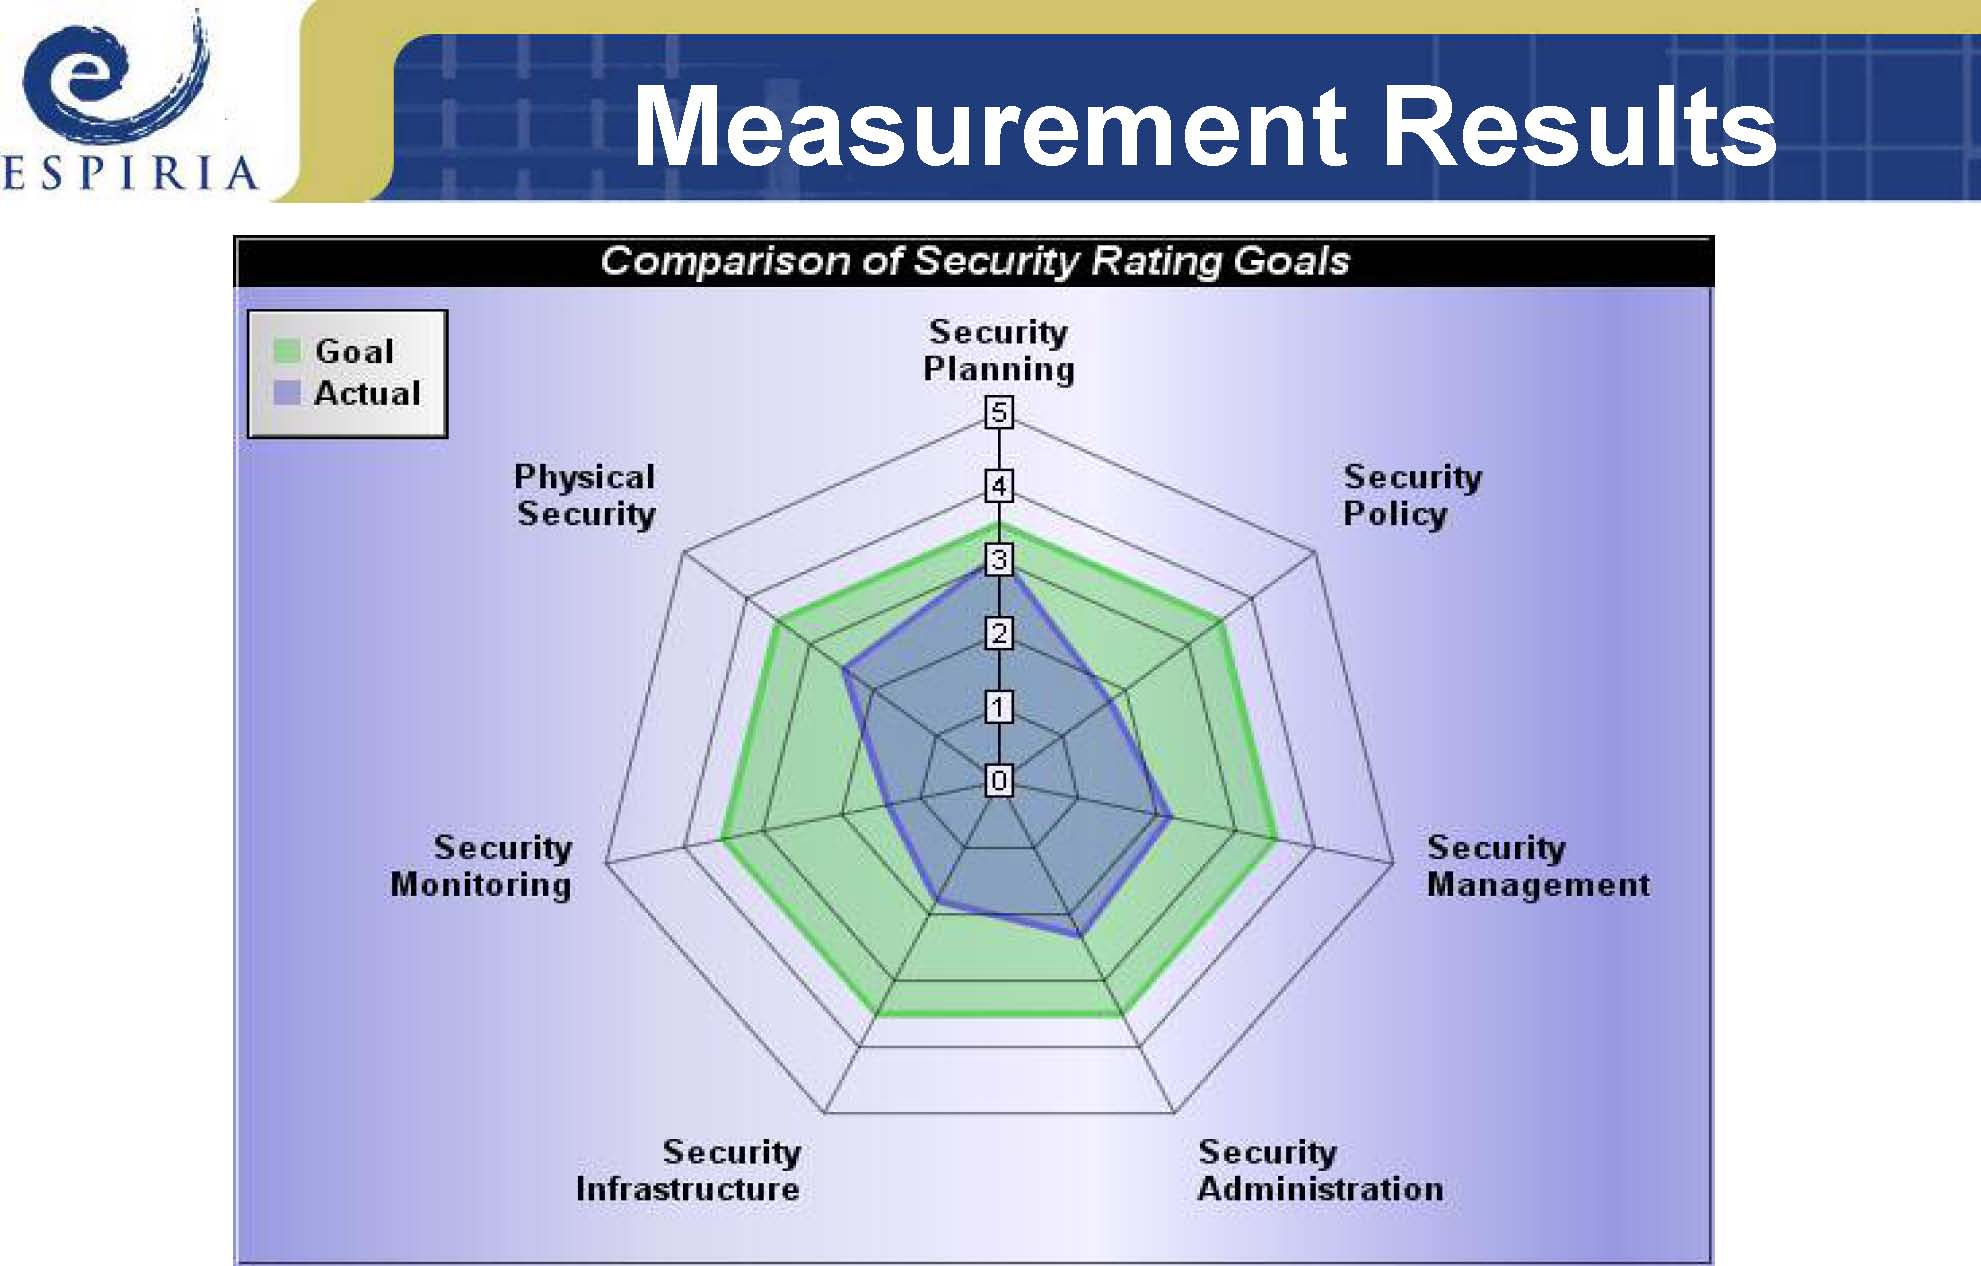 ESPIRIA
Measurement Results
Comparison of Security Rating Goals
Goal
Actual
Security
Planning
5
4
3
2
1
0
Physical
Security
Security
Policy
Security
Monitoring
Security
Management
Security
Infrastructure
Security
Administration